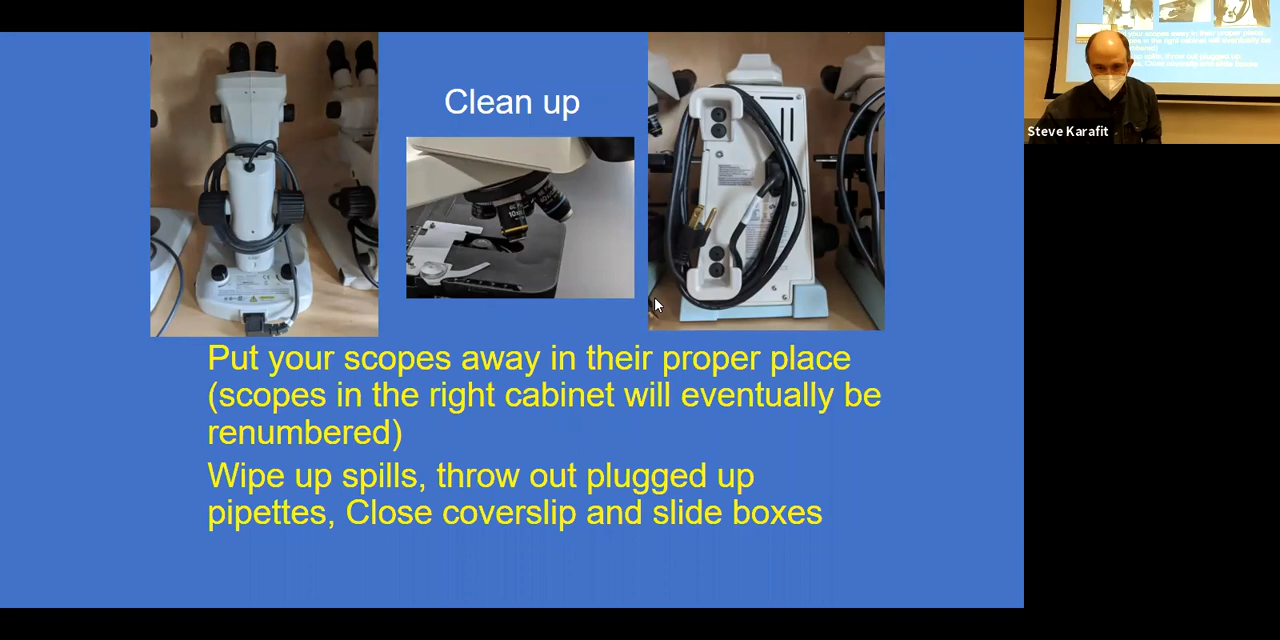 Clean up
Put your scopes away in their proper place
(scopes in the right cabinet will eventually be
renumbered)
Wipe up spills, throw out plugged up
pipettes, Close coverslip and slide boxes
10x
Steve Karafit